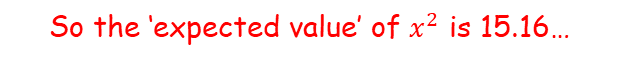 So the 'expected value' of x² is 15.16...